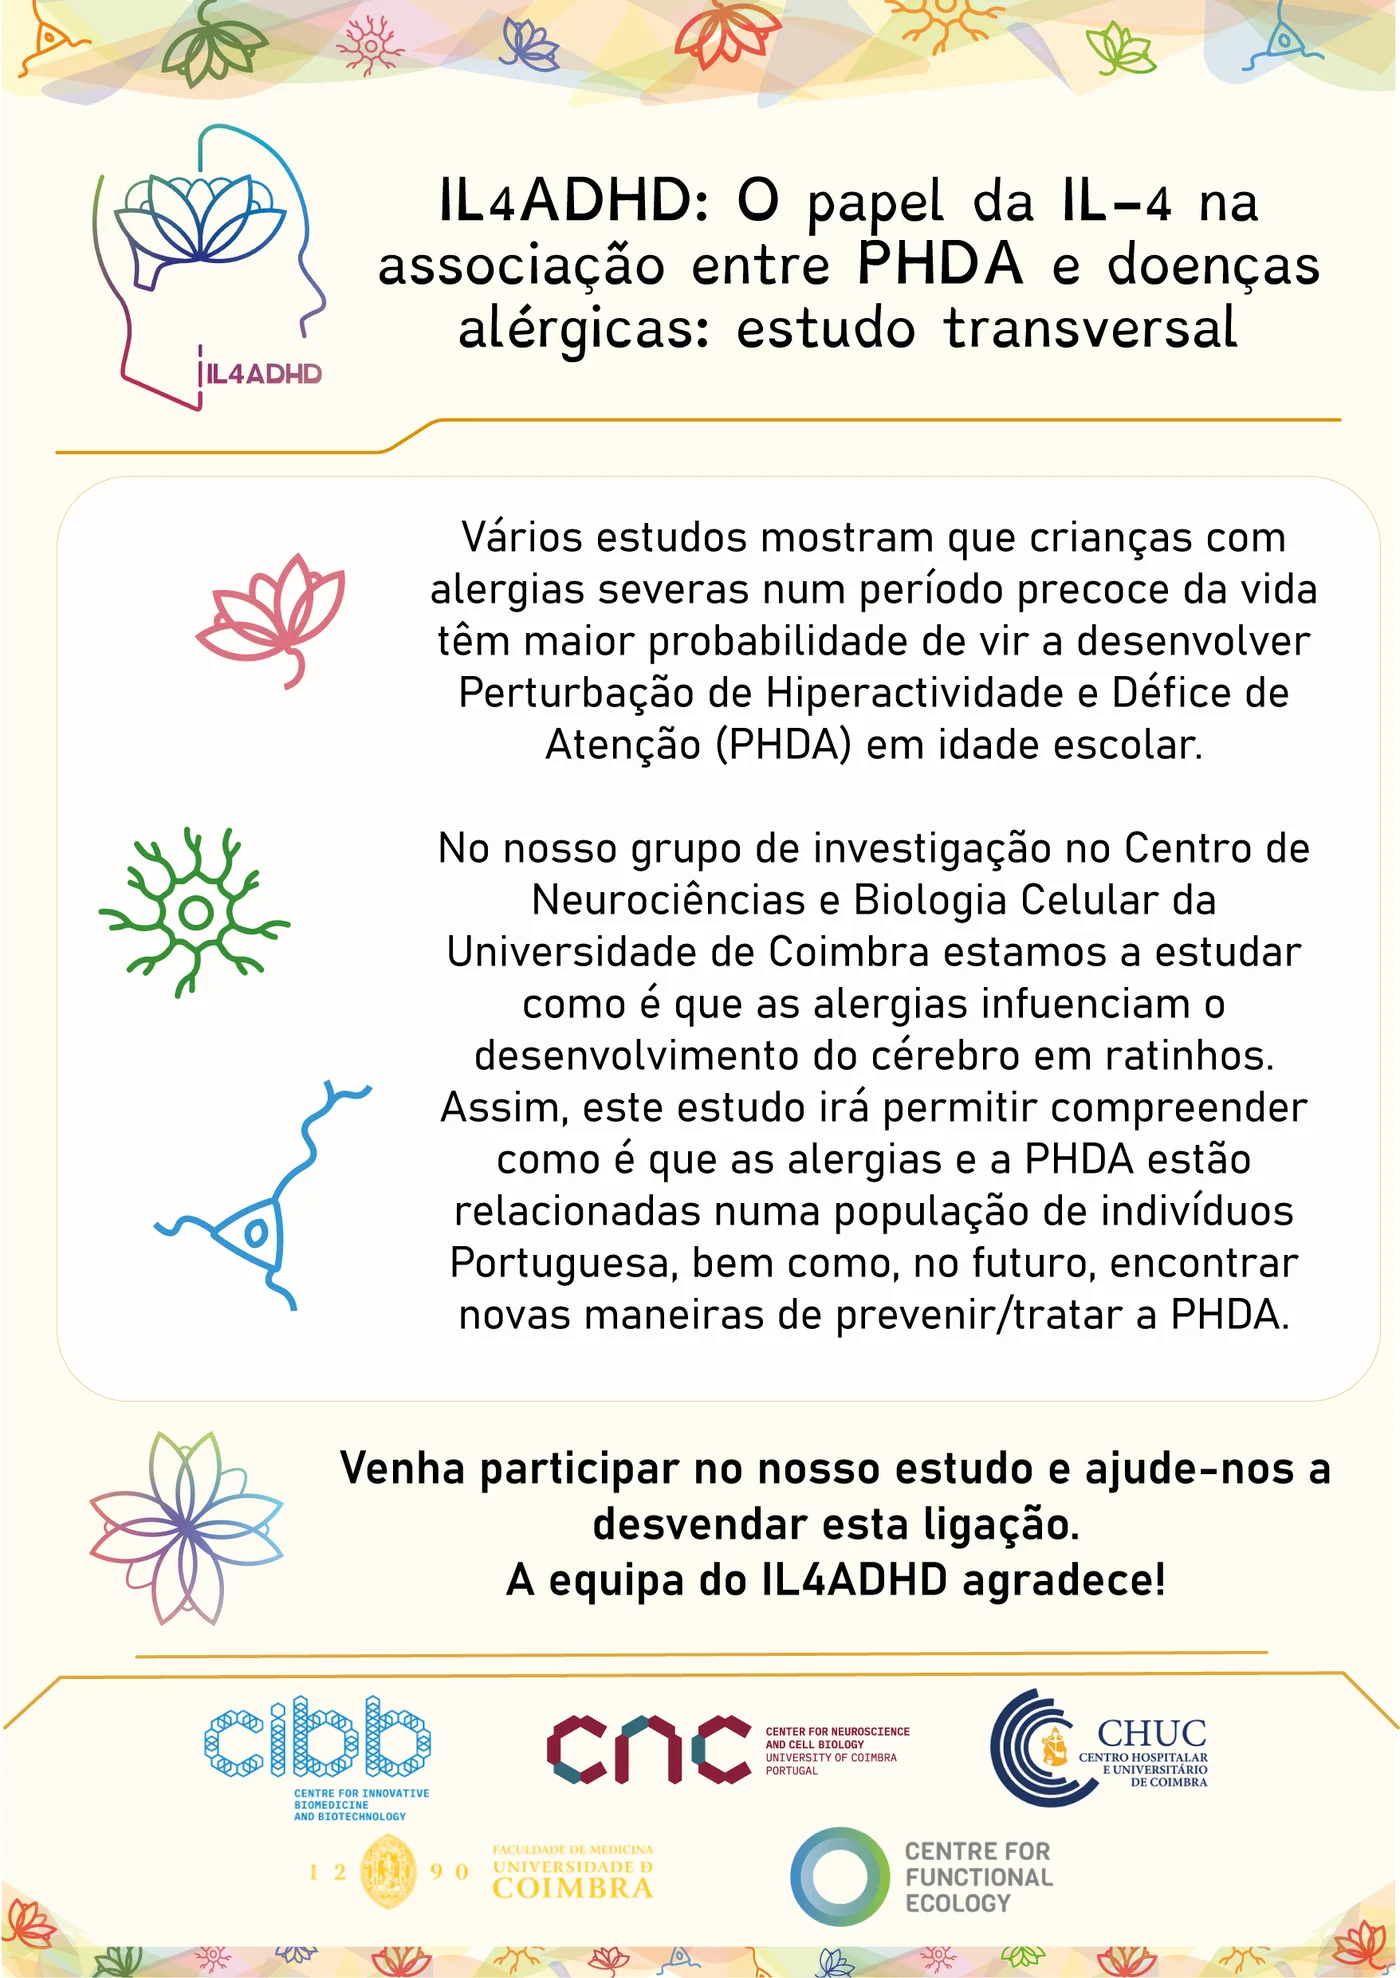 IL4ADHD: O papel da IL-4 na
associação entre PHDA e doenças
alérgicas: estudo transversal
IL4ADHD
Vários estudos mostram que crianças com
alergias severas num período precoce da vida
têm maior probabilidade de vir a desenvolver
Perturbação de Hiperactividade e Défice de
Atenção (PHDA) em idade escolar.
No nosso grupo de investigação no Centro de
Neurociências e Biologia Celular da
Universidade de Coimbra estamos a estudar
como é que as alergias infuenciam o
desenvolvimento do cérebro em ratinhos.
Assim, este estudo irá permitir compreender
como é que as alergias e a PHDA estão
relacionadas numa população de indivíduos
Portuguesa, bem como, no futuro, encontrar
novas maneiras de prevenir/tratar a PHDA.
Venha participar no nosso estudo e ajude-nos a
desvendar esta ligação.
A equipa do IL4ADHD agradece!
cibb
CENTRE FOR INNOVATIVE
BIOMEDICINE
AND BIOTECHNOLOGY
cnc
CENTER FOR NEUROSCIENCE
AND CELL BIOLOGY
UNIVERSITY OF COIMBRA
PORTUGAL
CHUC
CENTRO HOSPITALAR
E UNIVERSITÁRIO
DE COIMBRA
1 2 9 0
FACULDADE DE MEDICINA
UNIVERSIDADE Ð
COIMBRA
CENTRE FOR
FUNCTIONAL
ECOLOGY